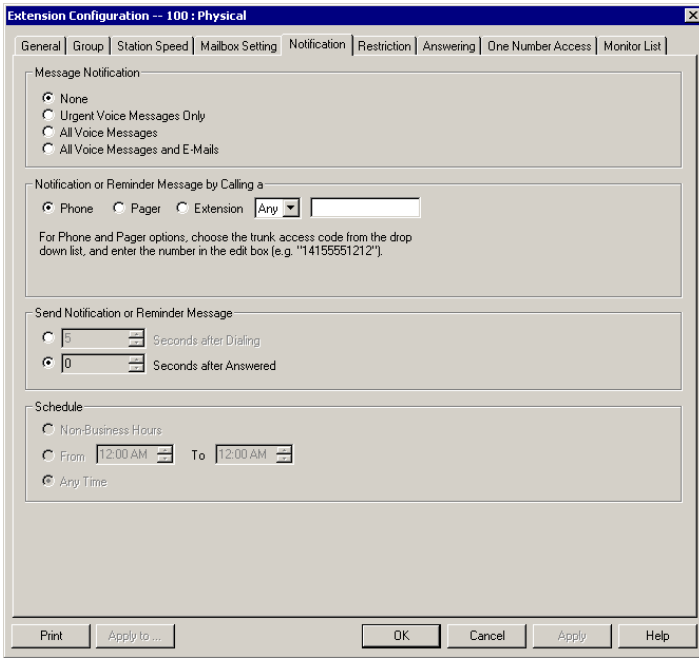 Extension Configuration -- 100 : Physical
General Group Station Speed Mailbox Setting Notification Restriction Answering One Number Access Monitor List
Message Notification
None
Urgent Voice Messages Only
All Voice Messages
All Voice Messages and E-Mails
Notification or Reminder Message by Calling a
Phone Pager Extension Any
For Phone and Pager options, choose the trunk access code from the drop
down list, and enter the number in the edit box (e.g. "14155551212").
Send Notification or Reminder Message
5 Seconds after Dialing
0 Seconds after Answered
Schedule
Non-Business Hours
From 12:00 AM To 12:00 AM
Any Time
Print Apply to ... OK Cancel Apply Help